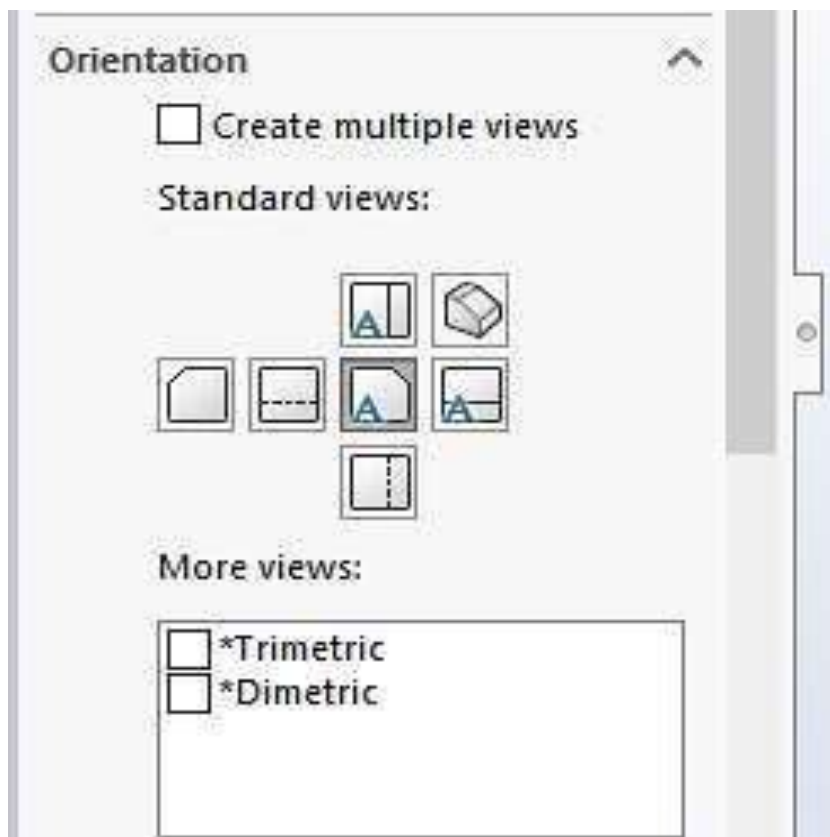 Orientation
Create multiple views
Standard views:
A
A
A
More views:
*Trimetric
*Dimetric